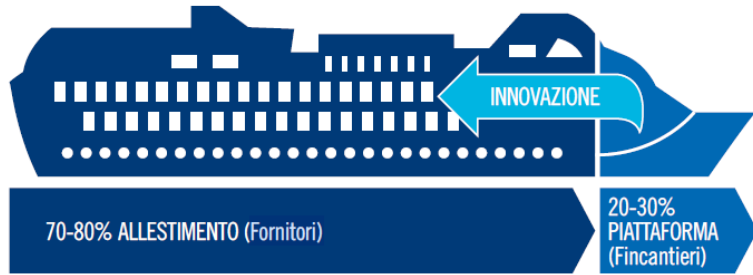 INNOVAZIONE
70-80% ALLESTIMENTO (Fornitori)
20-30%
PIATTAFORMA
(Fincantieri)